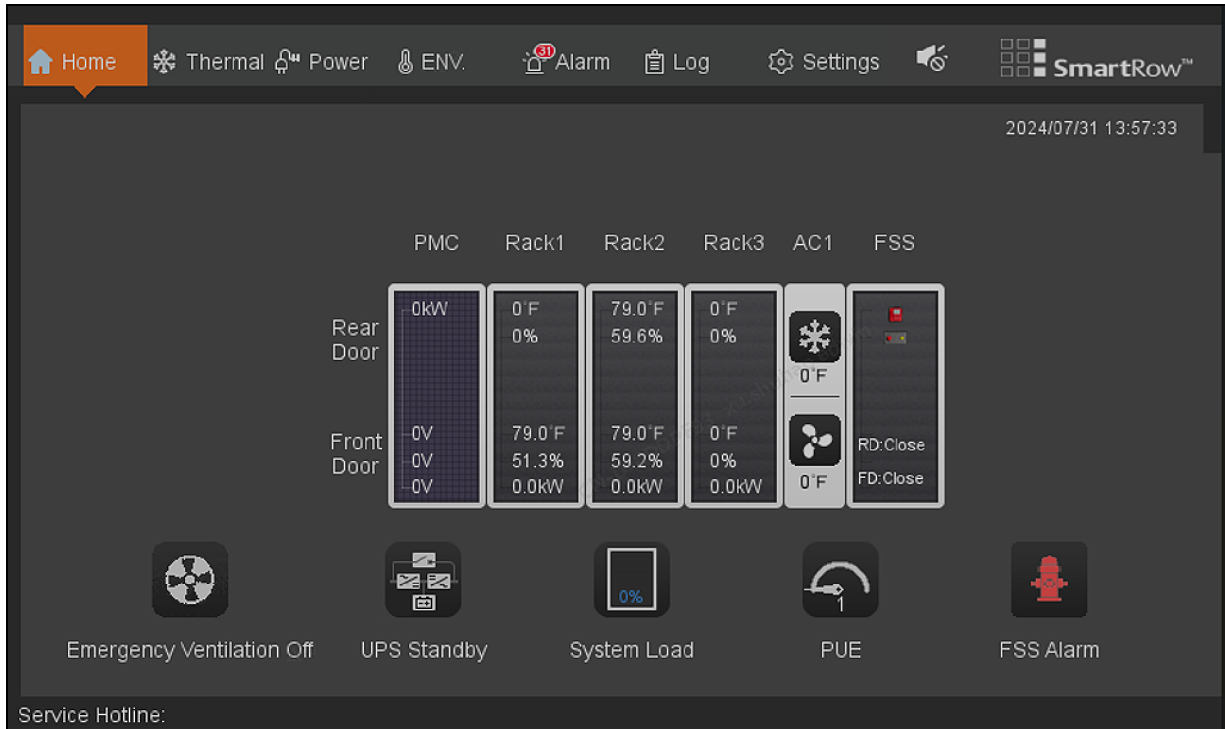 Home Thermal Power ENV. 31 Alarm Log Settings SmartRow™
2024/07/31 13:57:33
PMC Rack1 Rack2 Rack3 AC1 FSS
Rear Door
0kW 0°F 79.0°F 0°F
0% 59.6% 0%
0°F
Front Door
0V 79.0°F 79.0°F 0°F
0V 51.3% 59.2% 0%
0V 0.0kW 0.0kW 0.0kW
0°F
RD:Close
FD:Close
0%
1
Emergency Ventilation Off UPS Standby System Load PUE FSS Alarm
Service Hotline: